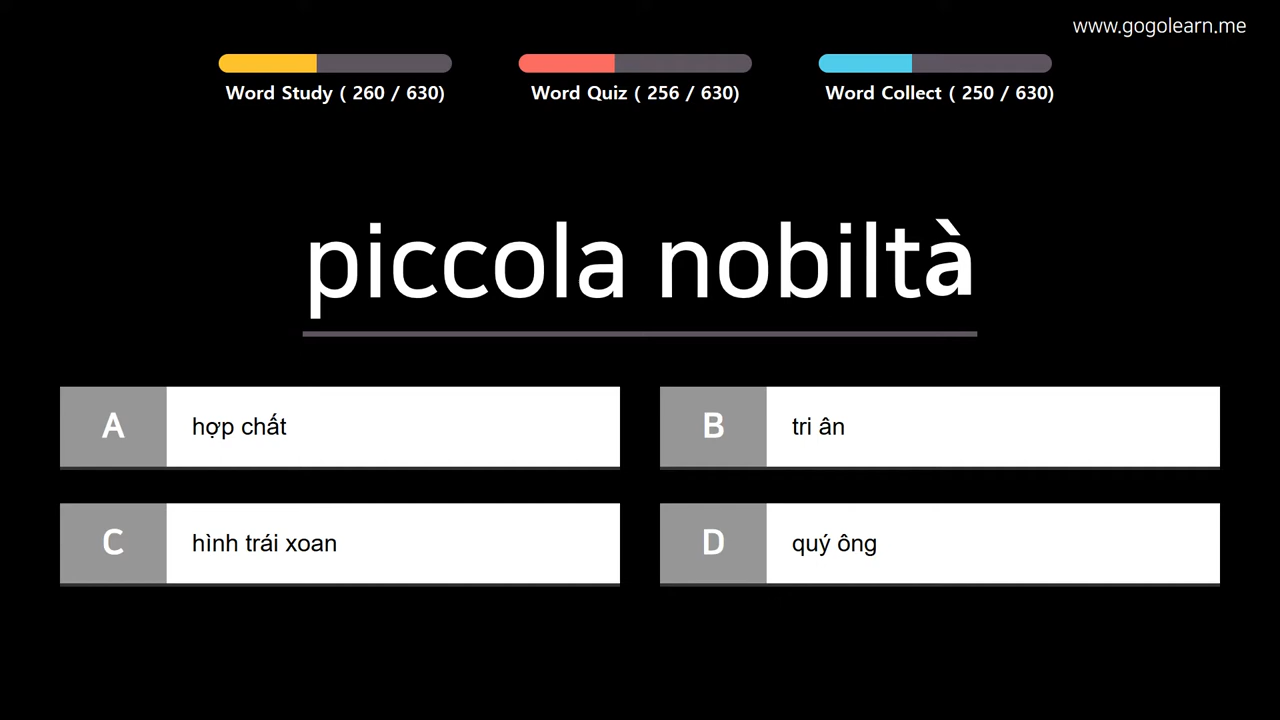 www.gogolearn.me
Word Study ( 260 / 630)
Word Quiz ( 256 / 630)
Word Collect ( 250 / 630)
piccola nobiltà
A hợp chất
B tri ân
C hình trái xoan
D quý ông